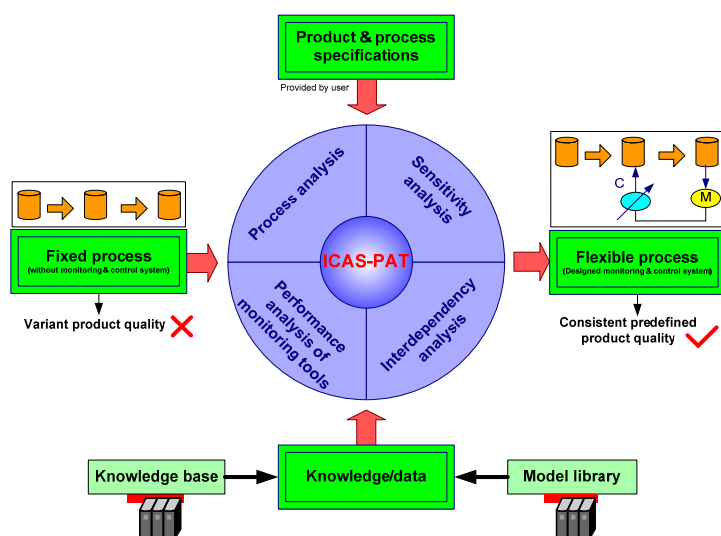 Product & process
specifications
Provided by user
Process analysis
Sensitivity
analysis
C
M
ICAS-PAT
Fixed process
(without monitoring & control system)
Flexible process
(Designed monitoring & control system)
Variant product quality
Consistent predefined
product quality
Performance
analysis of
monitoring tools
Interdependency
analysis
Knowledge base
Knowledge/data
Model library